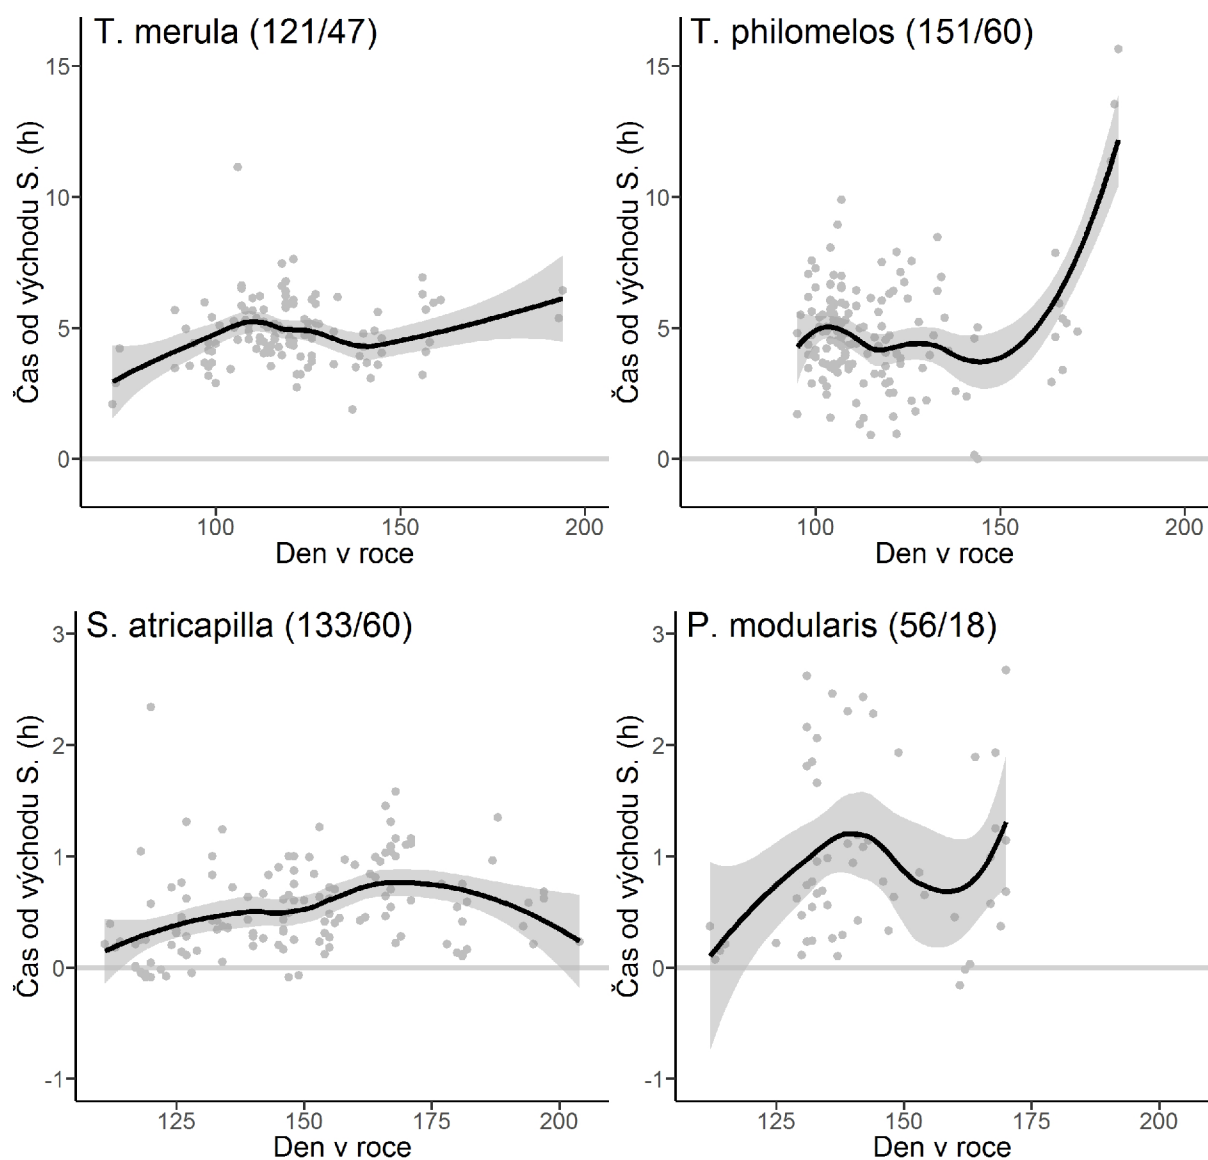 T. merula (121/47)
Čas od východu S. (h)
15
10
5
0
100
150
200
Den v roce
T. philomelos (151/60)
Čas od východu S. (h)
15
10
5
0
100
150
200
Den v roce
S. atricapilla (133/60)
Čas od východu S. (h)
3
2
1
0
-1
125
150
175
200
Den v roce
P. modularis (56/18)
Čas od východu S. (h)
3
2
1
0
-1
125
150
175
200
Den v roce